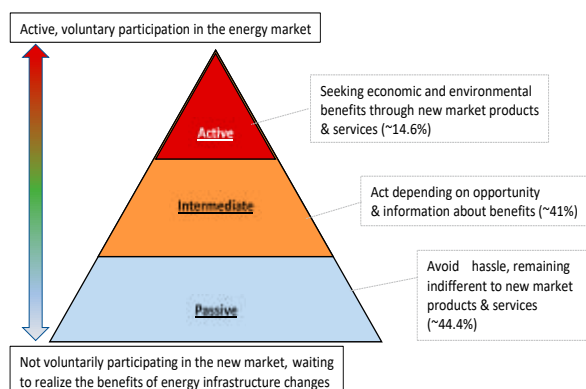 Active, voluntary participation in the energy market
Seeking economic and environmental
benefits through new market products
& services (~14.6%)
Active
Act depending on opportunity
& information about benefits (~41%)
Intermediate
Avoid hassle, remaining
indifferent to new market
products & services
(~44.4%)
Passive
Not voluntarily participating in the new market, waiting
to realize the benefits of energy infrastructure changes